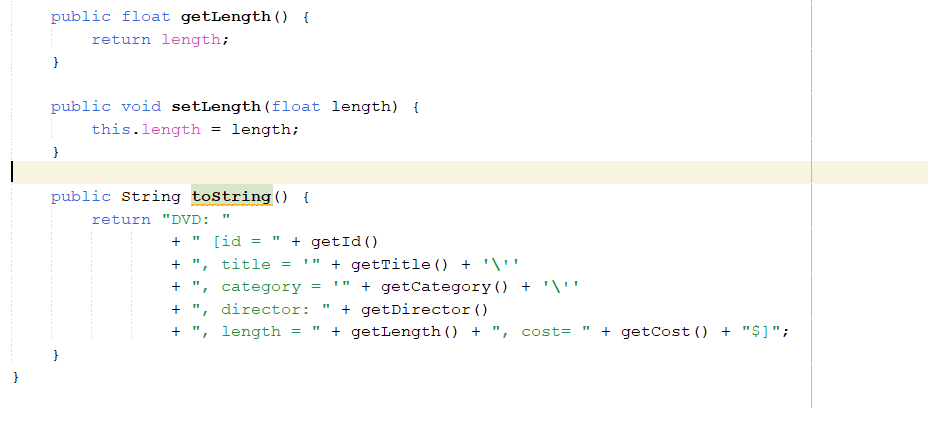 public float getLength() {
return length;
}
public void setLength(float length) {
this.length = length;
}
public String toString() {
return "DVD: "
+ " [id = " + getId()
+ ", title = '" + getTitle() + '\''
+ ", category = '" + getCategory() + '\''
+ ", director: " + getDirector()
+ ", length = " + getLength() + ", cost= " + getCost() + "$]";
}
}